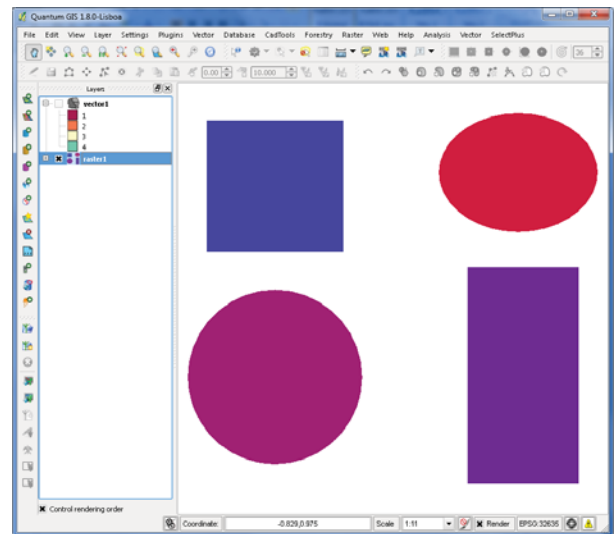 Quantum GIS 1.8.0-Lisboa
File Edit View Layer Settings Plugins Vector Database CadTools Forestry Raster Web Help Analysis Vector SelectPlus
36
0.00 10.000
Layers
vector1
1
2
3
4
raster1
Control rendering order
Coordinate: -0.829,0.975 Scale 1:11 Render EPSG:32636